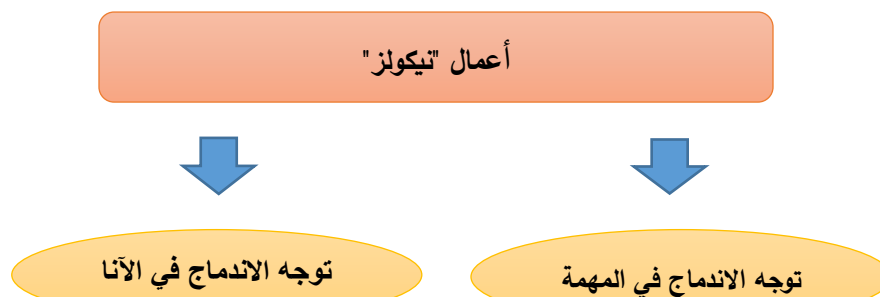 أعمال "نيكولز"
توجه الاندماج في المهمة
توجه الاندماج في الآنا